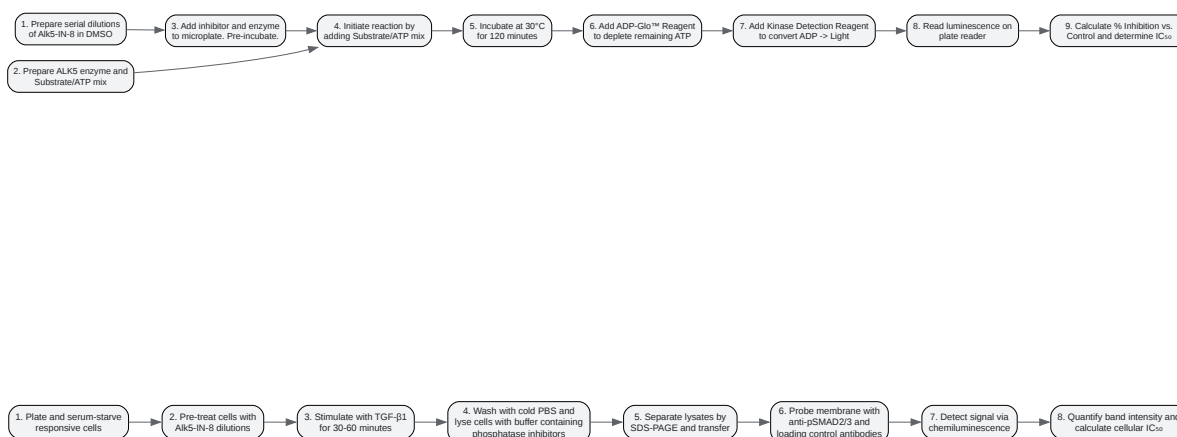 1. Prepare serial dilutions
of Alk5-IN-8 in DMSO
2. Prepare ALK5 enzyme and
Substrate/ATP mix
3. Add inhibitor and enzyme
to microplate. Pre-incubate.
4. Initiate reaction by
adding Substrate/ATP mix
5. Incubate at 30°C
for 120 minutes
6. Add ADP-Glo™ Reagent
to deplete remaining ATP
7. Add Kinase Detection Reagent
to convert ADP -> Light
8. Read luminescence on
plate reader
9. Calculate % Inhibition vs.
Control and determine IC₅₀
1. Plate and serum-starve
responsive cells
2. Pre-treat cells with
Alk5-IN-8 dilutions
3. Stimulate with TGF-β1
for 30-60 minutes
4. Wash with cold PBS and
lyse cells with buffer containing
phosphatase inhibitors
5. Separate lysates by
SDS-PAGE and transfer
6. Probe membrane with
anti-pSMAD2/3 and
loading control antibodies
7. Detect signal via
chemiluminescence
8. Quantify band intensity and
calculate cellular IC₅₀